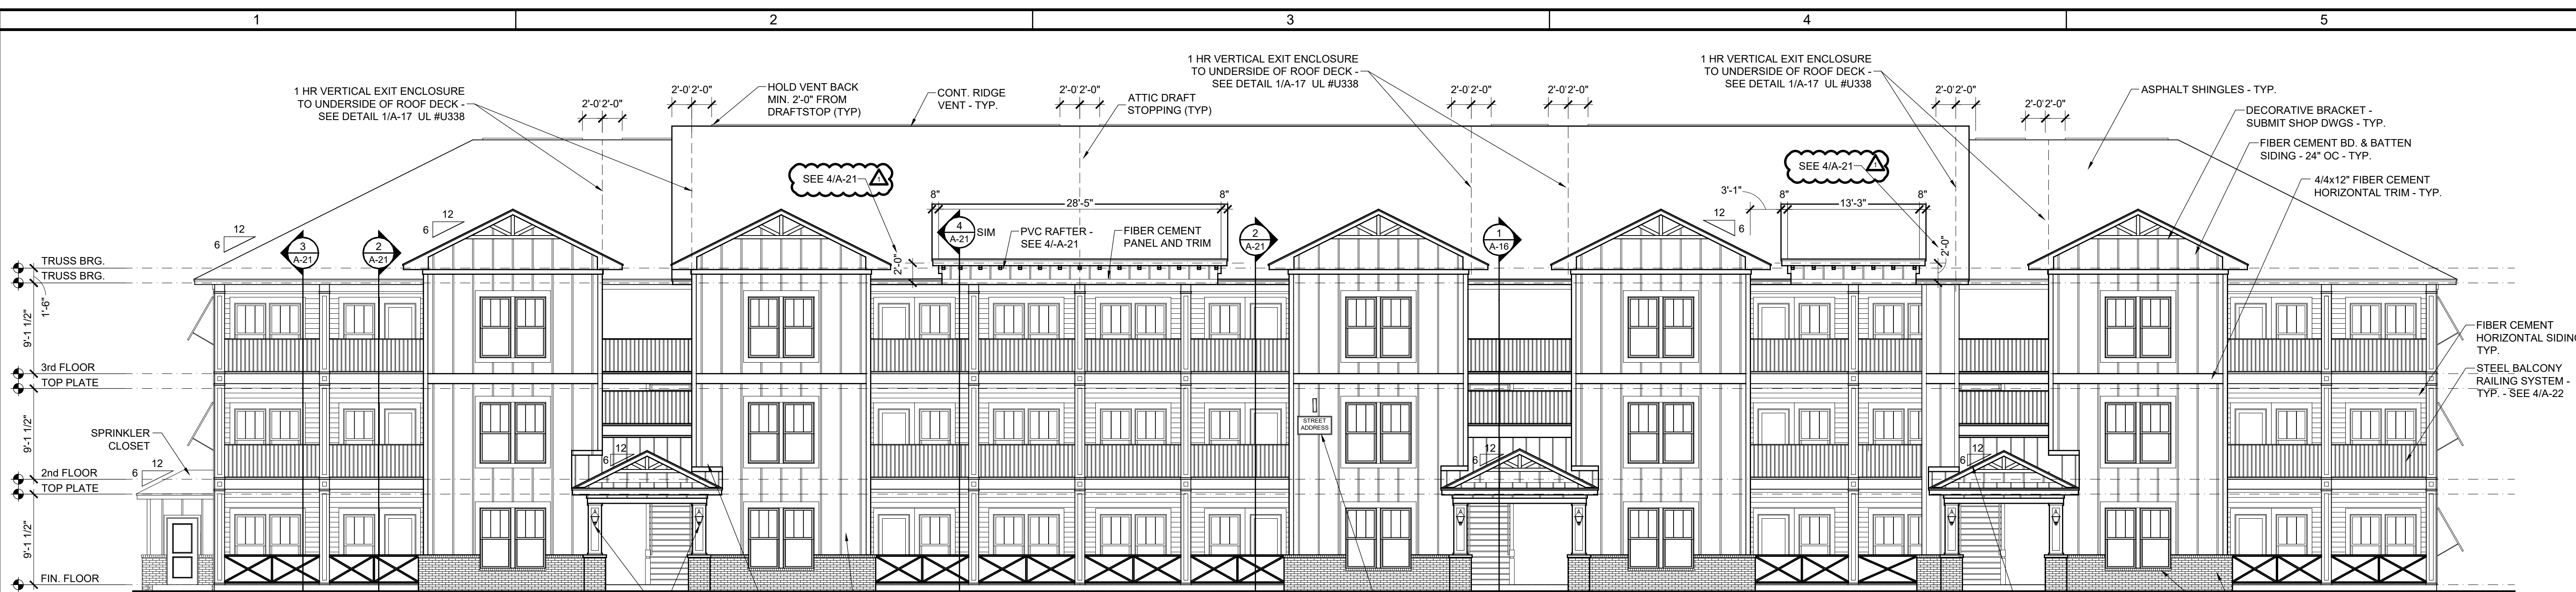 1
2
3
4
5
1 HR VERTICAL EXIT ENCLOSURE
TO UNDERSIDE OF ROOF DECK -
SEE DETAIL 1/A-17 UL #U338
2'-0"
2'-0"
2'-0"
2'-0"
HOLD VENT BACK
MIN. 2'-0" FROM
DRAFTSTOP (TYP)
CONT. RIDGE
VENT - TYP.
2'-0"
2'-0"
ATTIC DRAFT
STOPPING (TYP)
1 HR VERTICAL EXIT ENCLOSURE
TO UNDERSIDE OF ROOF DECK -
SEE DETAIL 1/A-17 UL #U338
2'-0"
2'-0"
2'-0"
2'-0"
1 HR VERTICAL EXIT ENCLOSURE
TO UNDERSIDE OF ROOF DECK -
SEE DETAIL 1/A-17 UL #U338
2'-0"
2'-0"
2'-0"
2'-0"
ASPHALT SHINGLES - TYP.
DECORATIVE BRACKET -
SUBMIT SHOP DWGS - TYP.
FIBER CEMENT BD. & BATTEN
SIDING - 24" OC - TYP.
4/4x12" FIBER CEMENT
HORIZONTAL TRIM - TYP.
SEE 4/A-21
1
SEE 4/A-21
1
8"
28'-5"
8"
3'-1"
8"
13'-3"
8"
12
6
12
6
12
6
3
A-21
2
A-21
4
A-21
SIM
PVC RAFTER -
SEE 4/-A-21
FIBER CEMENT
PANEL AND TRIM
2
A-21
1
A-16
2'-0"
2'-0"
TRUSS BRG.
TRUSS BRG.
1'-6"
9'-1 1/2"
3rd FLOOR
TOP PLATE
9'-1 1/2"
2nd FLOOR
TOP PLATE
9'-1 1/2"
FIN. FLOOR
SPRINKLER
CLOSET
12
6
12
6
12
6
12
6
STREET
ADDRESS
A
A
A
A
A
A
FIBER CEMENT
HORIZONTAL SIDING
TYP.
STEEL BALCONY
RAILING SYSTEM -
TYP. - SEE 4/A-22